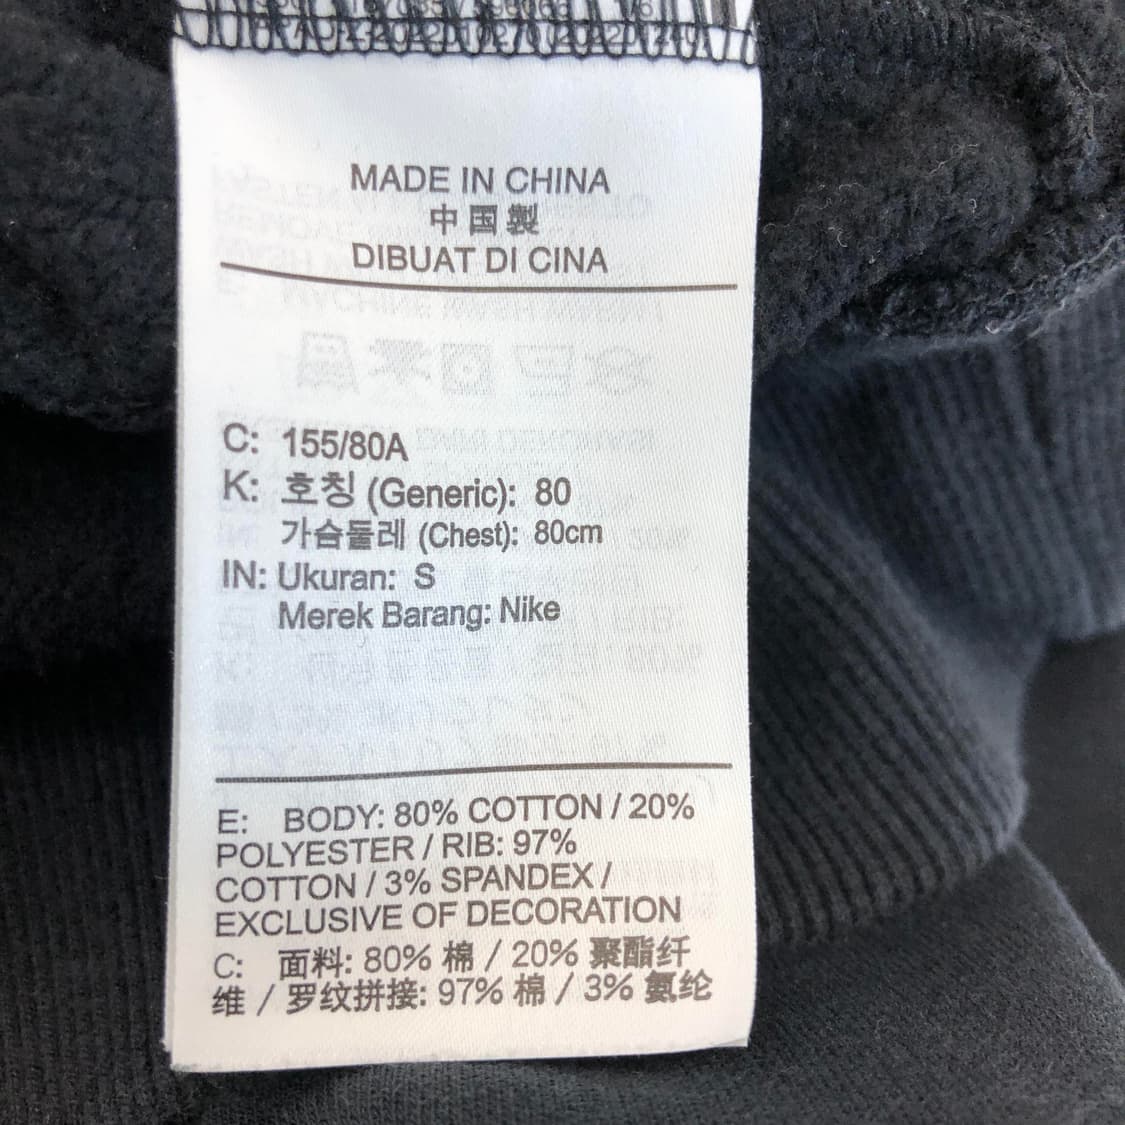 MADE IN CHINA
中国製
DIBUAT DI CINA
C: 155/80A
K: 호칭 (Generic): 80
가슴둘레 (Chest): 80cm
IN: Ukuran: S
Merek Barang: Nike
E: BODY: 80% COTTON / 20%
POLYESTER / RIB: 97%
COTTON / 3% SPANDEX /
EXCLUSIVE OF DECORATION
C: 面料: 80% 棉 / 20% 聚酯纤
维 / 罗纹拼接: 97% 棉 / 3% 氨纶